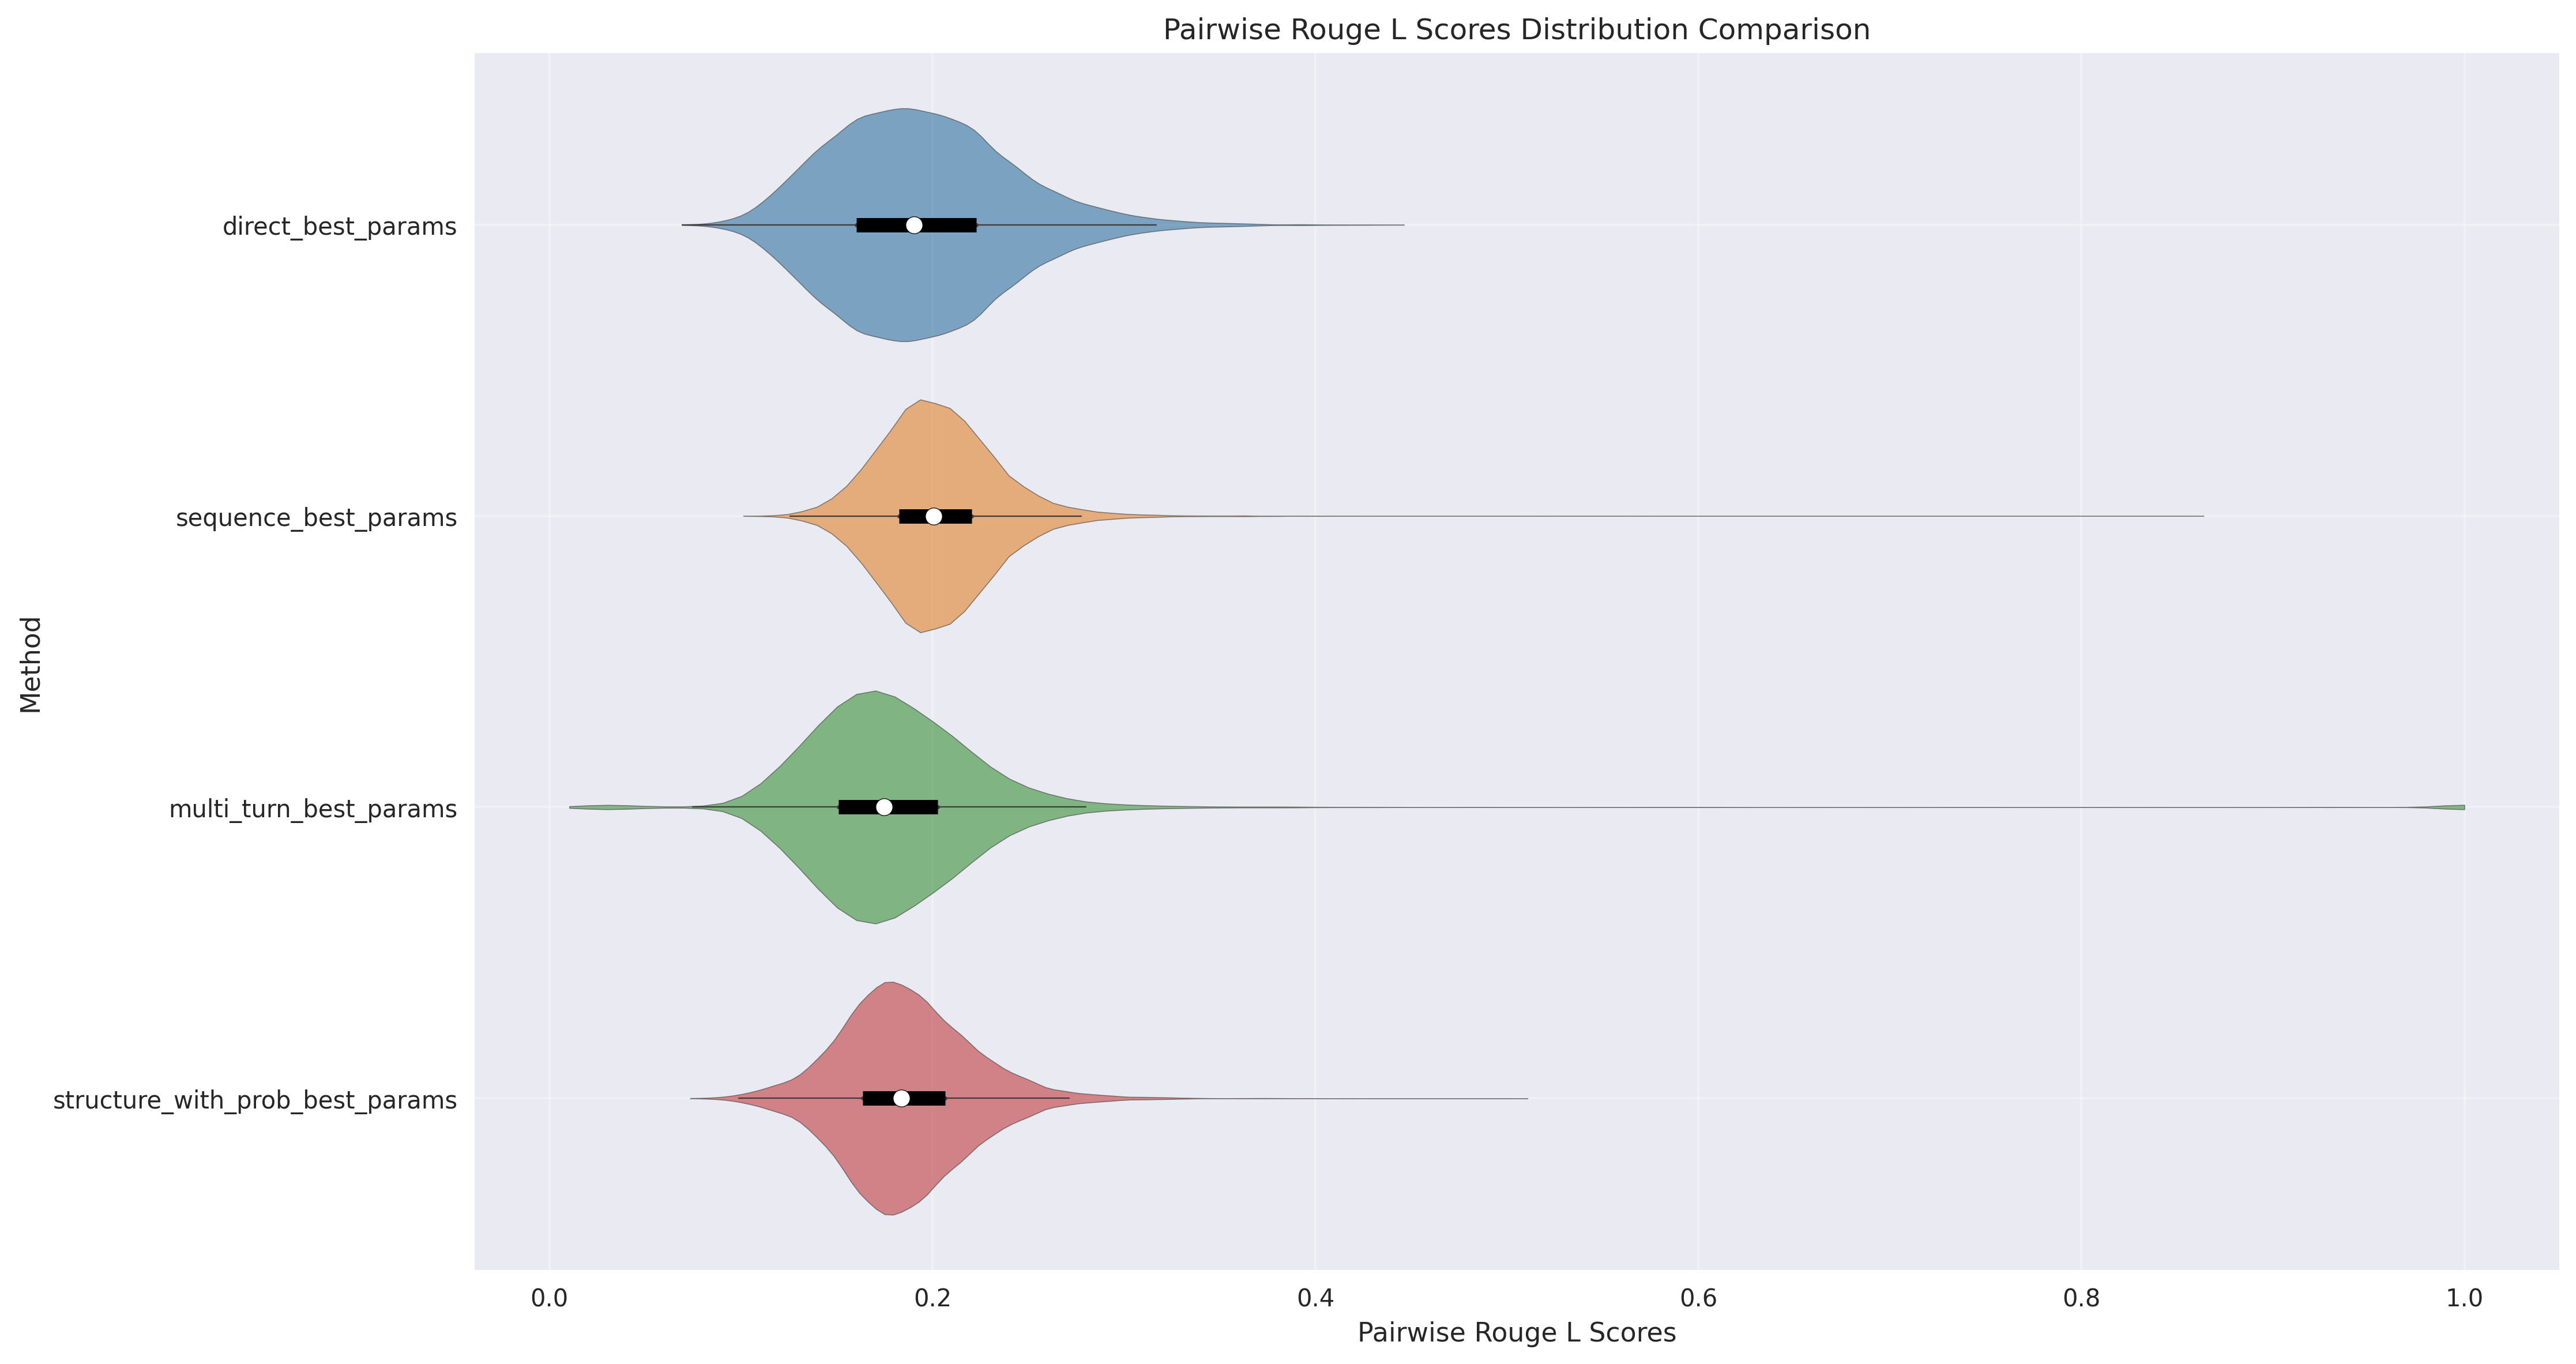 Pairwise Rouge L Scores Distribution Comparison
Method
direct_best_params
sequence_best_params
multi_turn_best_params
structure_with_prob_best_params
0.0 0.2 0.4 0.6 0.8 1.0
Pairwise Rouge L Scores